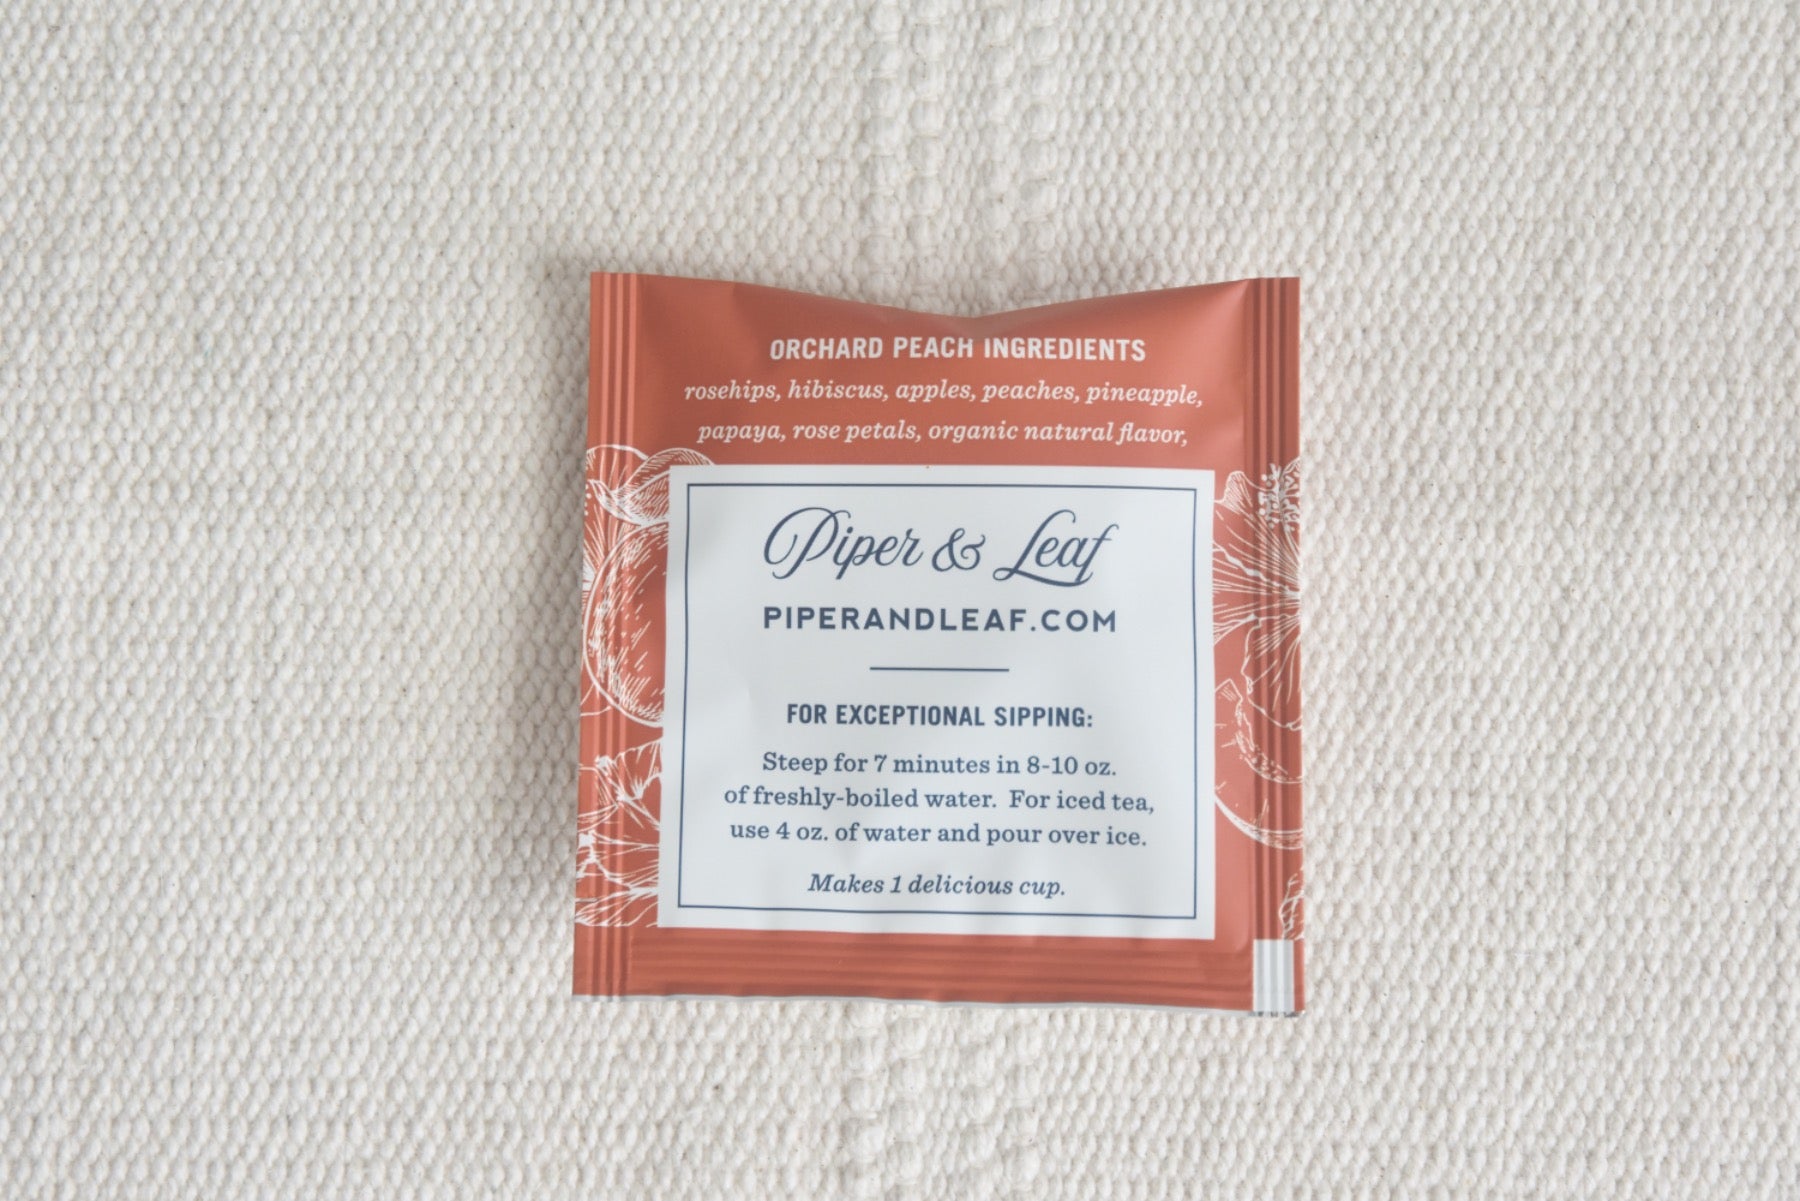 ORCHARD PEACH INGREDIENTS
rosehips, hibiscus, apples, peaches, pineapple,
papaya, rose petals, organic natural flavor,
Piper & Leaf
PIPERANDLEAF.COM
FOR EXCEPTIONAL SIPPING:
Steep for 7 minutes in 8-10 oz.
of freshly-boiled water. For iced tea,
use 4 oz. of water and pour over ice.
Makes 1 delicious cup.